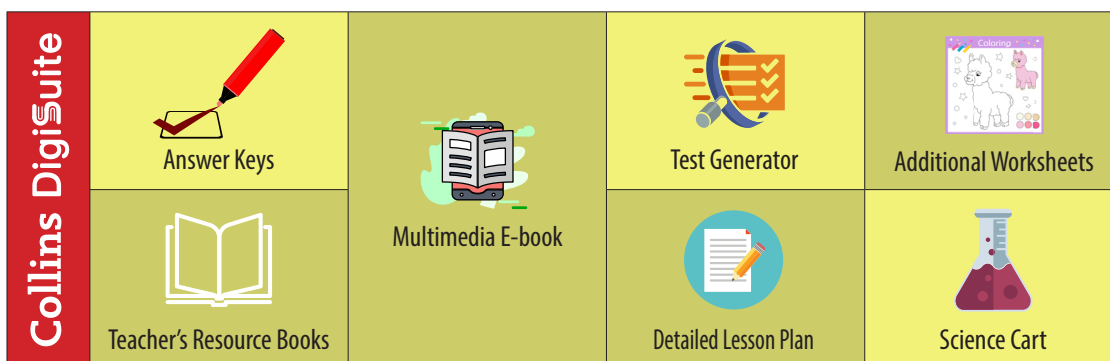 Collins DigiSuite
Answer Keys
Teacher's Resource Books
Multimedia E-book
Test Generator
Detailed Lesson Plan
Coloring
Additional Worksheets
Science Cart